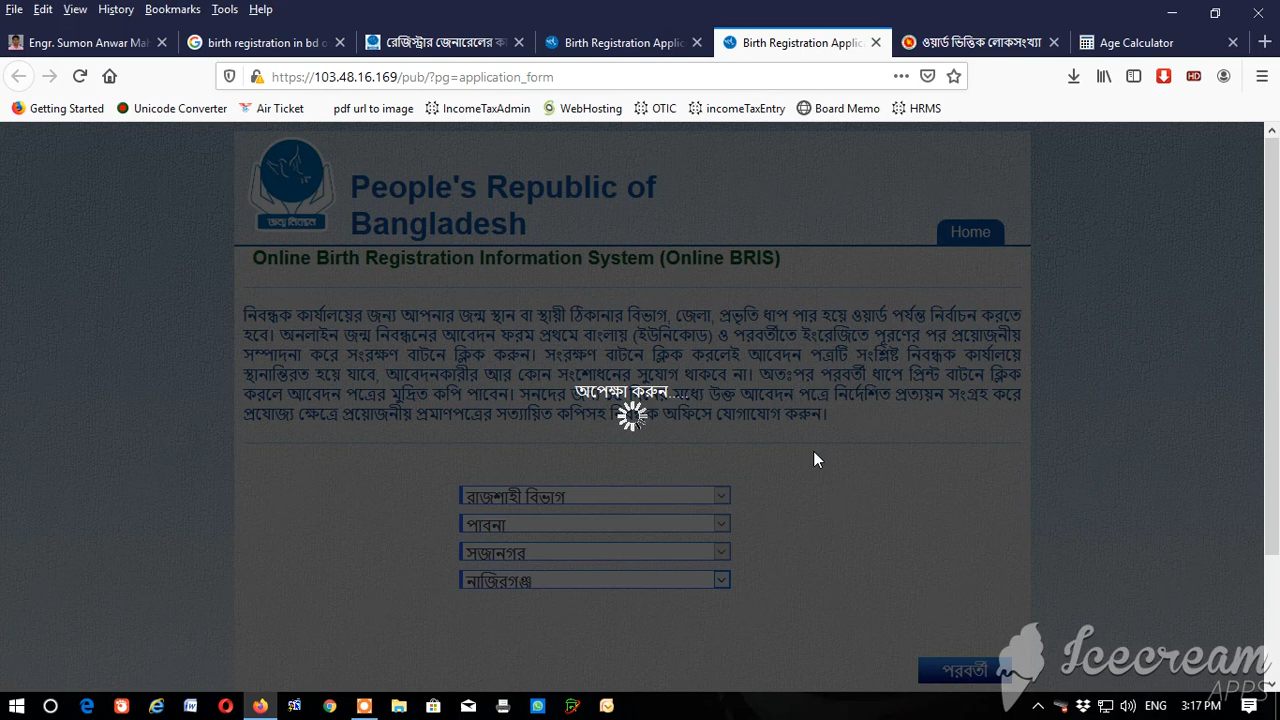 File Edit View History Bookmarks Tools Help
Engr. Sumon Anwar Mah birth registration in bd o রেজিস্ট্রার জেনারেলের কা Birth Registration Applic Birth Registration Applic ওয়ার্ড ভিত্তিক লোকসংখ্যা Age Calculator
https://103.48.16.169/pub/?pg=application_form
Getting Started Unicode Converter Air Ticket pdf url to image IncomeTaxAdmin WebHosting OTIC incomeTaxEntry Board Memo HRMS
জন্ম নিবন্ধন
People's Republic of
Bangladesh
Home
Online Birth Registration Information System (Online BRIS)
নিবন্ধক কার্যালয়ের জন্য আপনার জন্ম স্থান বা স্থায়ী ঠিকানার বিভাগ, জেলা, প্রভৃতি ধাপ পার হয়ে ওয়ার্ড পর্যন্ত নির্বাচন করতে
হবে। অনলাইন জন্ম নিবন্ধনের আবেদন ফরম প্রথমে বাংলায় (ইউনিকোড) ও পরবর্তীতে ইংরেজিতে পূরণের পর প্রয়োজনীয়
সম্পাদনা করে সংরক্ষণ বাটনে ক্লিক করুন। সংরক্ষণ বাটনে ক্লিক করলেই আবেদন পত্রটি সংশ্লিষ্ট নিবন্ধক কার্যালয়ে
স্থানান্তরিত হয়ে যাবে, আবেদনকারীর আর কোন সংশোধনের সুযোগ থাকবে না। অতঃপর পরবর্তী ধাপে প্রিন্ট বাটনে ক্লিক
করলে আবেদন পত্রের মুদ্রিত কপি পাবেন। সনদের মধ্যে উক্ত আবেদন পত্রে নির্দেশিত প্রত্যয়ন সংগ্রহ করে
অপেক্ষা করুন.....
প্রযোজ্য ক্ষেত্রে প্রয়োজনীয় প্রমাণপত্রের সত্যায়িত কপিসহ অফিসে যোগাযোগ করুন।
রাজশাহী বিভাগ
পাবনা
সুজানগর
নাজিরগঞ্জ
পরবর্তী
Icecream
APPS
ENG 3:17 PM